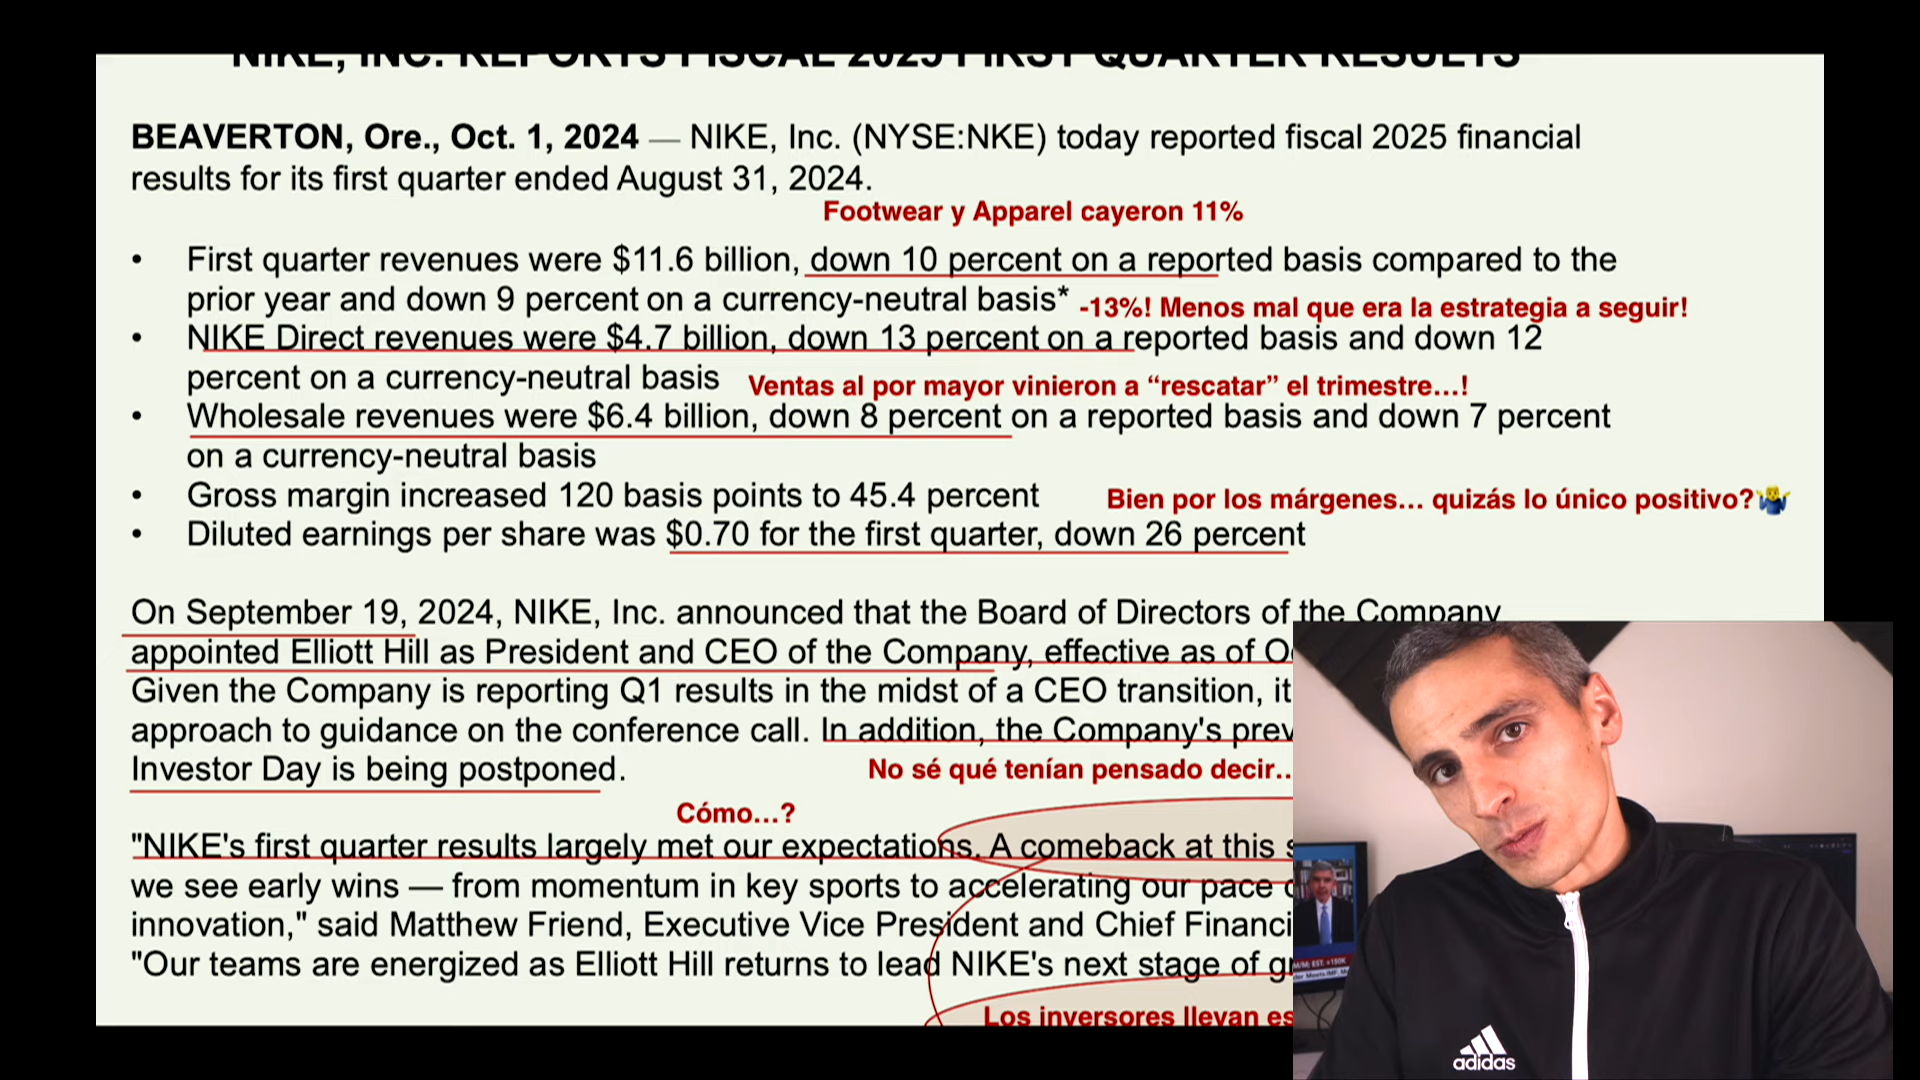 NIKE, INC. REPORTS FISCAL 2025 FIRST QUARTER RESULTS
BEAVERTON, Ore., Oct. 1, 2024 — NIKE, Inc. (NYSE:NKE) today reported fiscal 2025 financial
results for its first quarter ended August 31, 2024.
Footwear y Apparel cayeron 11%
• First quarter revenues were $11.6 billion, down 10 percent on a reported basis compared to the
prior year and down 9 percent on a currency-neutral basis*
-13%! Menos mal que era la estrategia a seguir!
• NIKE Direct revenues were $4.7 billion, down 13 percent on a reported basis and down 12
percent on a currency-neutral basis
Ventas al por mayor vinieron a “rescatar” el trimestre...!
• Wholesale revenues were $6.4 billion, down 8 percent on a reported basis and down 7 percent
on a currency-neutral basis
• Gross margin increased 120 basis points to 45.4 percent
Bien por los márgenes... quizás lo único positivo?🤷‍♂️
• Diluted earnings per share was $0.70 for the first quarter, down 26 percent
On September 19, 2024, NIKE, Inc. announced that the Board of Directors of the Company
appointed Elliott Hill as President and CEO of the Company, effective as of O
Given the Company is reporting Q1 results in the midst of a CEO transition, it
approach to guidance on the conference call. In addition, the Company's prev
Investor Day is being postponed.
No sé qué tenían pensado decir..
Cómo...?
"NIKE's first quarter results largely met our expectations. A comeback at this s
we see early wins — from momentum in key sports to accelerating our pace o
innovation," said Matthew Friend, Executive Vice President and Chief Financi
"Our teams are energized as Elliott Hill returns to lead NIKE's next stage of g
Los inversores llevan es
adidas